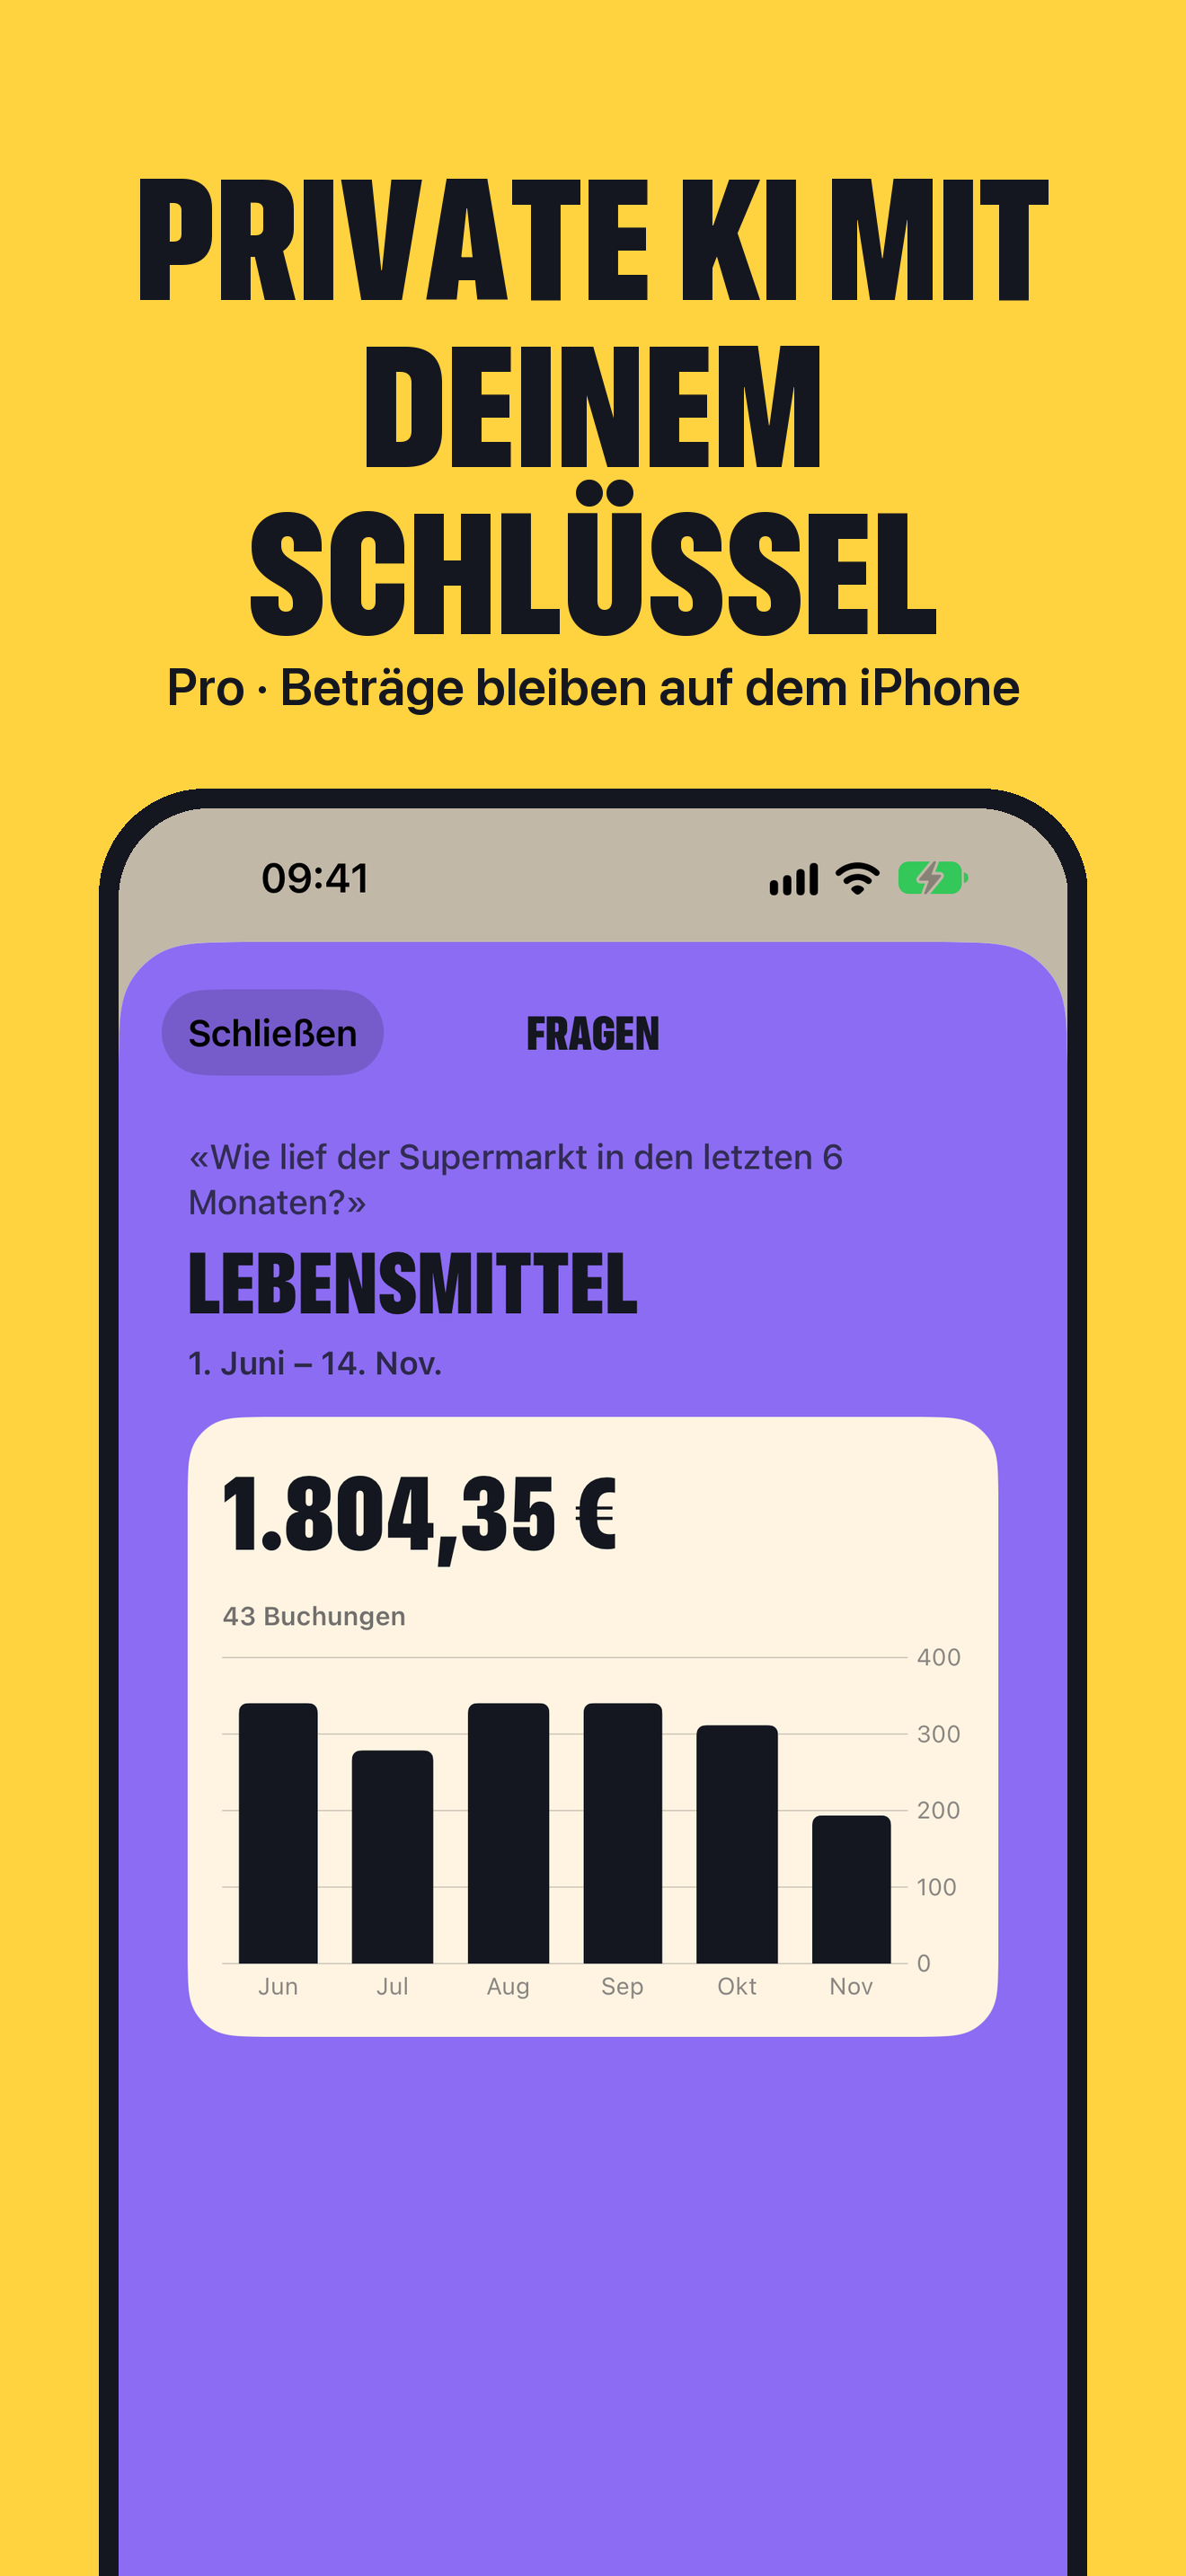 PRIVATE KI MIT
DEINEM
SCHLÜSSEL
Pro · Beträge bleiben auf dem iPhone
09:41
Schließen
FRAGEN
«Wie lief der Supermarkt in den letzten 6
Monaten?»
LEBENSMITTEL
1. Juni – 14. Nov.
1.804,35 €
43 Buchungen
400
300
200
100
0
Jun Jul Aug Sep Okt Nov